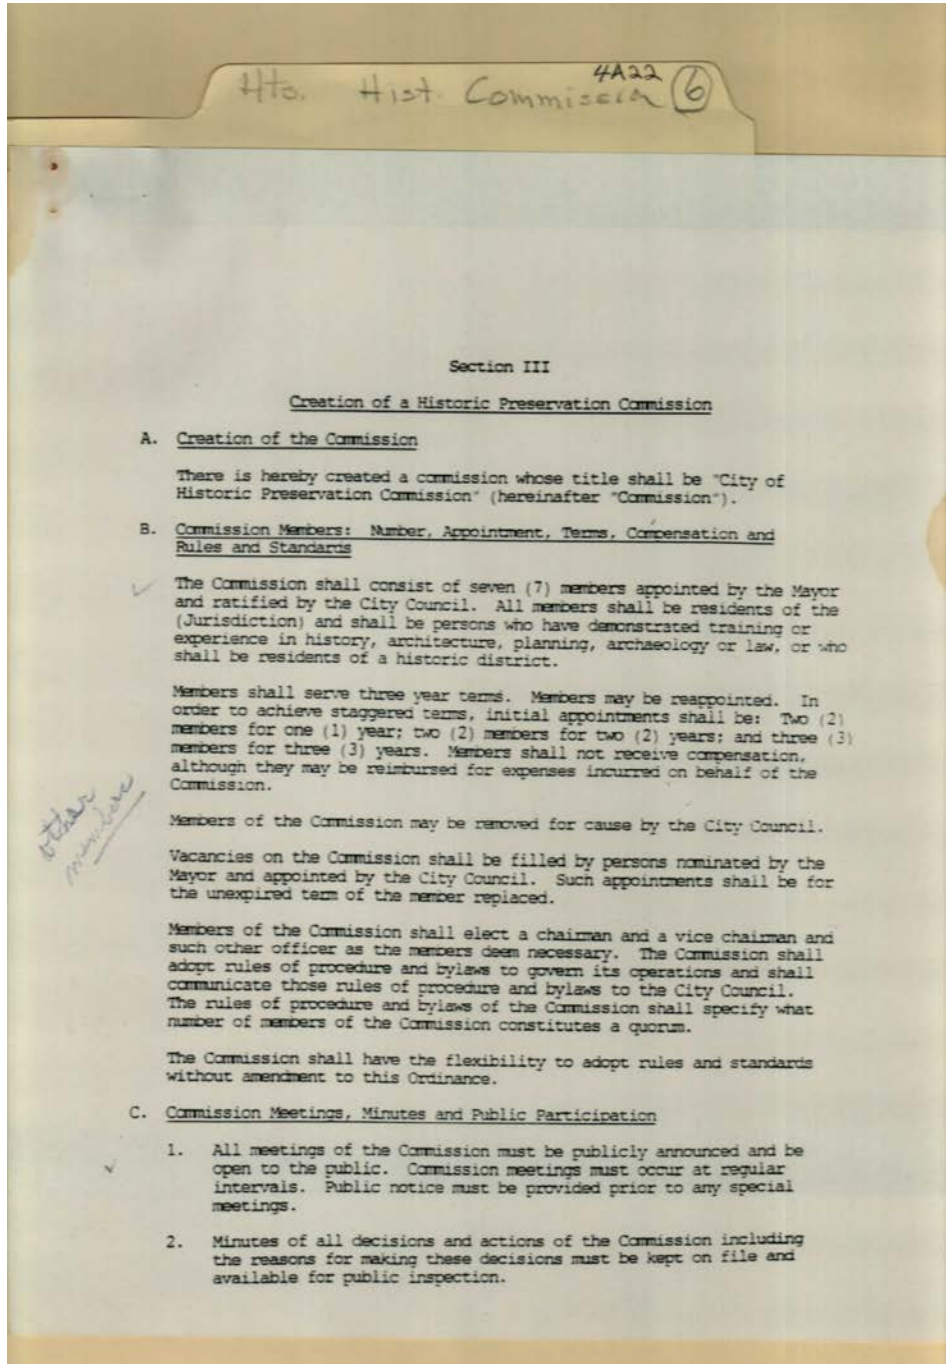 4A22
Hts. Hist. Commission 6
Section III
Creation of a Historic Preservation Commission
A. Creation of the Commission
There is hereby created a commission whose title shall be "City of
Historic Preservation Commission" (hereinafter "Commission").
B. Commission Members: Number, Appointment, Terms, Compensation and
Rules and Standards
The Commission shall consist of seven (7) members appointed by the Mayor
and ratified by the City Council. All members shall be residents of the
(Jurisdiction) and shall be persons who have demonstrated training or
experience in history, architecture, planning, archaeology or law, or who
shall be residents of a historic district.
Members shall serve three year terms. Members may be reappointed. In
order to achieve staggered terms, initial appointments shall be: Two (2)
members for one (1) year; two (2) members for two (2) years; and three (3)
members for three (3) years. Members shall not receive compensation,
although they may be reimbursed for expenses incurred on behalf of the
Commission.
other
members
Members of the Commission may be removed for cause by the City Council.
Vacancies on the Commission shall be filled by persons nominated by the
Mayor and appointed by the City Council. Such appointments shall be for
the unexpired term of the member replaced.
Members of the Commission shall elect a chairman and a vice chairman and
such other officer as the members deem necessary. The Commission shall
adopt rules of procedure and bylaws to govern its operations and shall
communicate those rules of procedure and bylaws to the City Council.
The rules of procedure and bylaws of the Commission shall specify what
number of members of the Commission constitutes a quorum.
The Commission shall have the flexibility to adopt rules and standards
without amendment to this Ordinance.
C. Commission Meetings, Minutes and Public Participation
1. All meetings of the Commission must be publicly announced and be
open to the public. Commission meetings must occur at regular
intervals. Public notice must be provided prior to any special
meetings.
2. Minutes of all decisions and actions of the Commission including
the reasons for making these decisions must be kept on file and
available for public inspection.